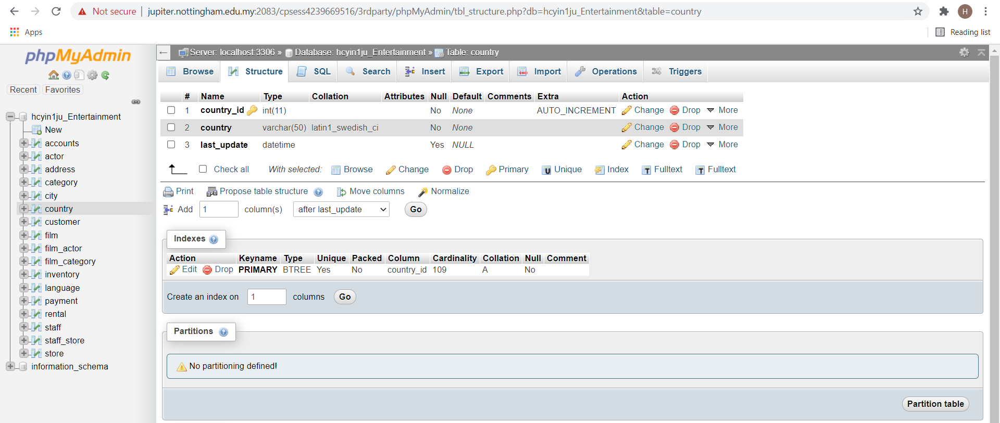 Not secure | jupiter.nottingham.edu.my:2083/cpsess4239669516/3rdparty/phpMyAdmin/tbl_structure.php?db=hcyin1ju_Entertainment&table=country H
Apps Reading list
phpMyAdmin
Recent Favorites
hcyin1ju_Entertainment
New
accounts
actor
address
category
city
country
customer
film
film_actor
film_category
inventory
language
payment
rental
staff
staff_store
store
information_schema
Server: localhost:3306 » Database: hcyin1ju_Entertainment » Table: country
Browse Structure SQL Search Insert Export Import Operations Triggers
# Name Type Collation Attributes Null Default Comments Extra Action
1 country_id int(11) No None AUTO_INCREMENT Change Drop More
2 country varchar(50) latin1_swedish_ci No None Change Drop More
3 last_update datetime Yes NULL Change Drop More
Check all With selected: Browse Change Drop Primary Unique Index Fulltext Fulltext
Print Propose table structure Move columns Normalize
Add 1 column(s) after last_update Go
Indexes
Action Keyname Type Unique Packed Column Cardinality Collation Null Comment
Edit Drop PRIMARY BTREE Yes No country_id 109 A No
Create an index on 1 columns Go
Partitions
No partitioning defined!
Partition table